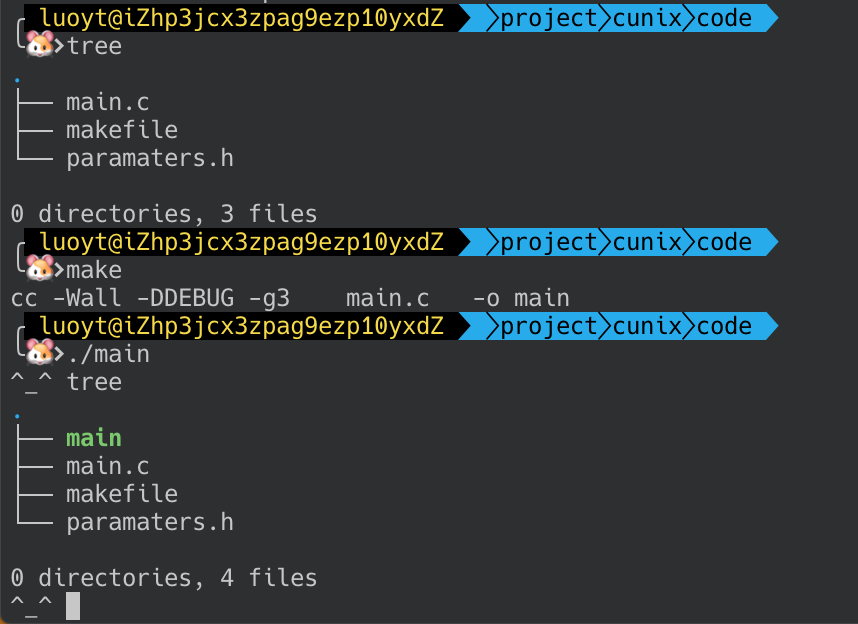 luoyt@iZhp3jcx3zpag9ezp10yxdZ project cunix code
🐹❯tree
.
├── main.c
├── makefile
└── paramaters.h
0 directories, 3 files
luoyt@iZhp3jcx3zpag9ezp10yxdZ project cunix code
🐹❯make
cc -Wall -DDEBUG -g3    main.c   -o main
luoyt@iZhp3jcx3zpag9ezp10yxdZ project cunix code
🐹❯./main
^_^ tree
.
├── main
├── main.c
├── makefile
└── paramaters.h
0 directories, 4 files
^_^